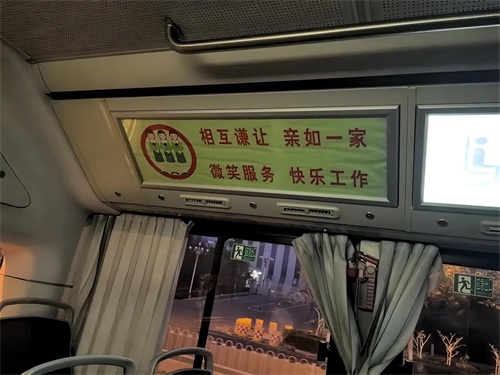 相互谦让 亲如一家
微笑服务 快乐工作